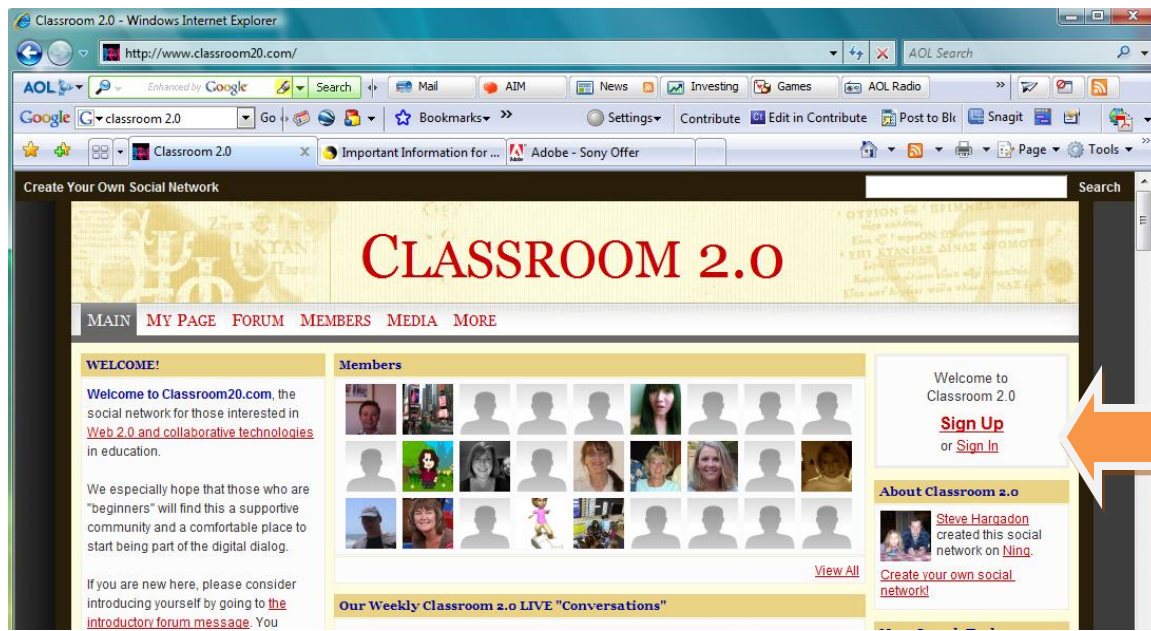 Classroom 2.0 - Windows Internet Explorer
http://www.classroom20.com/
AOL Search
AOL
Enhanced by Google
Search
Mail
AIM
News
Investing
Games
AOL Radio
»
Google
G
classroom 2.0
Go
Bookmarks
»
Settings
Contribute
Edit in Contribute
Post to Blo
Snagit
Classroom 2.0
X
Important Information for ...
Adobe - Sony Offer
Page
Tools
»
Create Your Own Social Network
Search
CLASSROOM 2.0
MAIN MY PAGE FORUM MEMBERS MEDIA MORE
WELCOME!
Welcome to Classroom20.com, the
social network for those interested in
Web 2.0 and collaborative technologies
in education.
We especially hope that those who are
"beginners" will find this a supportive
community and a comfortable place to
start being part of the digital dialog.
If you are new here, please consider
introducing yourself by going to the
introductory forum message. You
Members
View All
Our Weekly Classroom 2.0 LIVE "Conversations"
Welcome to
Classroom 2.0
Sign Up
or Sign In
About Classroom 2.0
Steve Hargadon
created this social
network on Ning.
Create your own social
network!